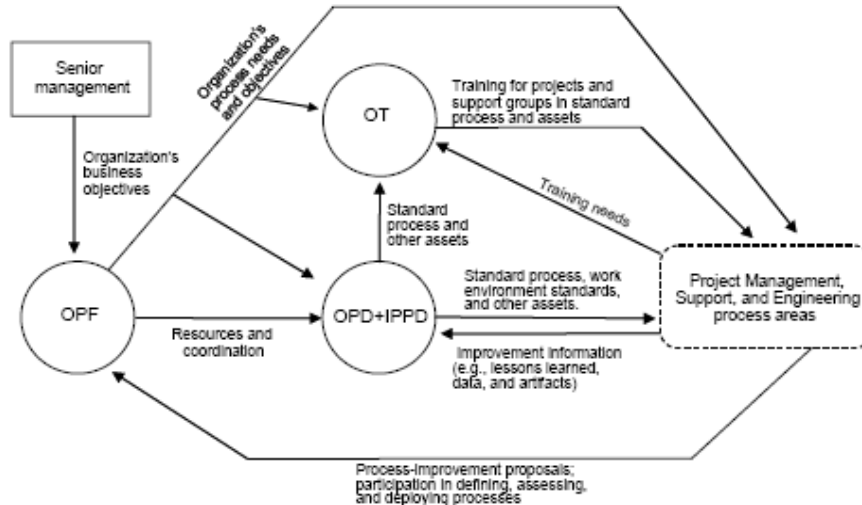 Senior
management
Organization's
process needs
and objectives
OT
Training for projects and
support groups in standard
process and assets
Organization's
business
objectives
Training needs
Standard
process and
other assets
OPF
Resources and
coordination
OPD+IPPD
Standard process, work
environment standards,
and other assets.
Project Management,
Support, and Engineering
process areas
Improvement information
(e.g., lessons learned,
data, and artifacts)
Process-improvement proposals;
participation in defining, assessing,
and deploying processes